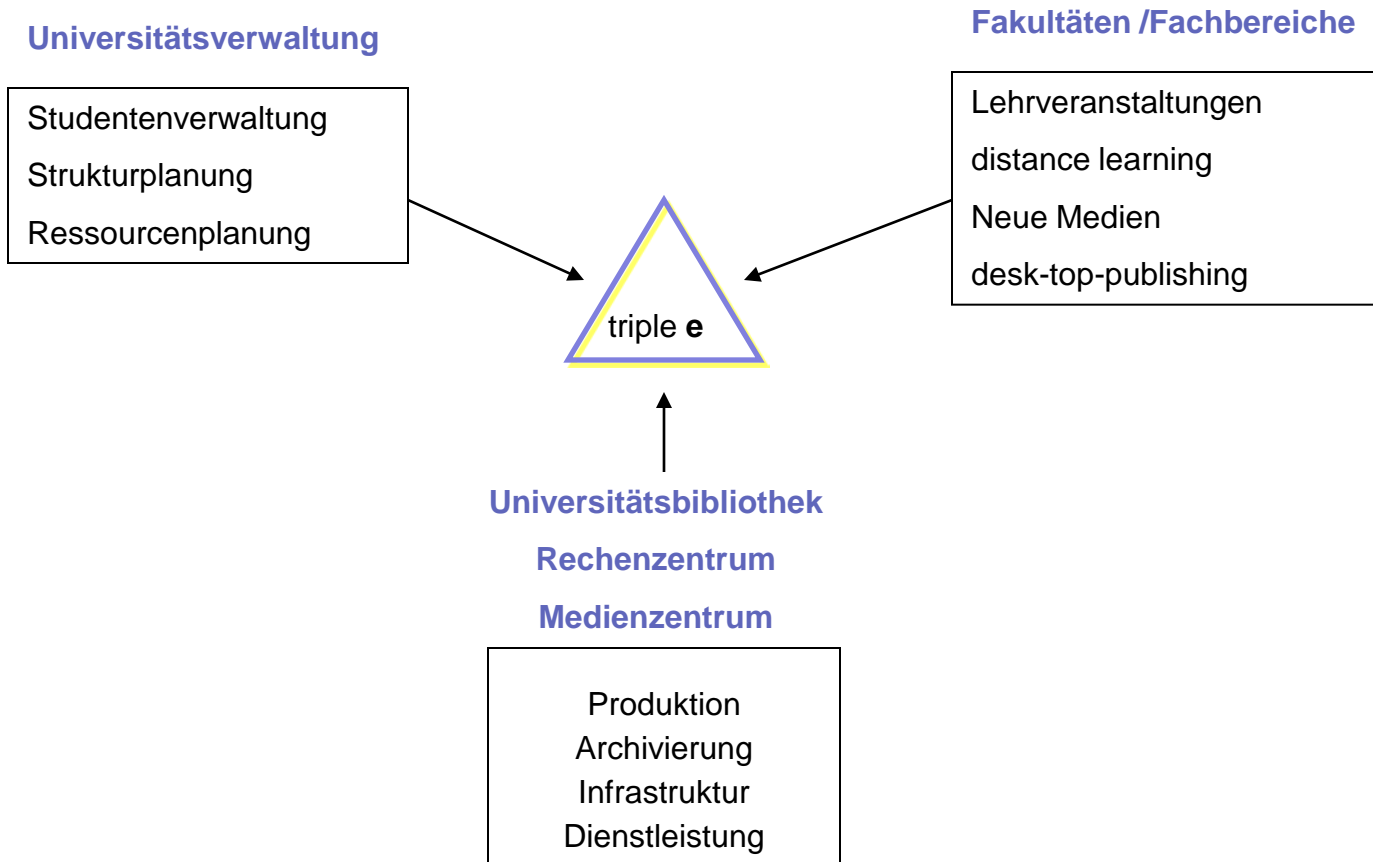 Universitätsverwaltung
Studentenverwaltung
Strukturplanung
Ressourcenplanung
Fakultäten /Fachbereiche
Lehrveranstaltungen
distance learning
Neue Medien
desk-top-publishing
triple e
Universitätsbibliothek
Rechenzentrum
Medienzentrum
Produktion
Archivierung
Infrastruktur
Dienstleistung